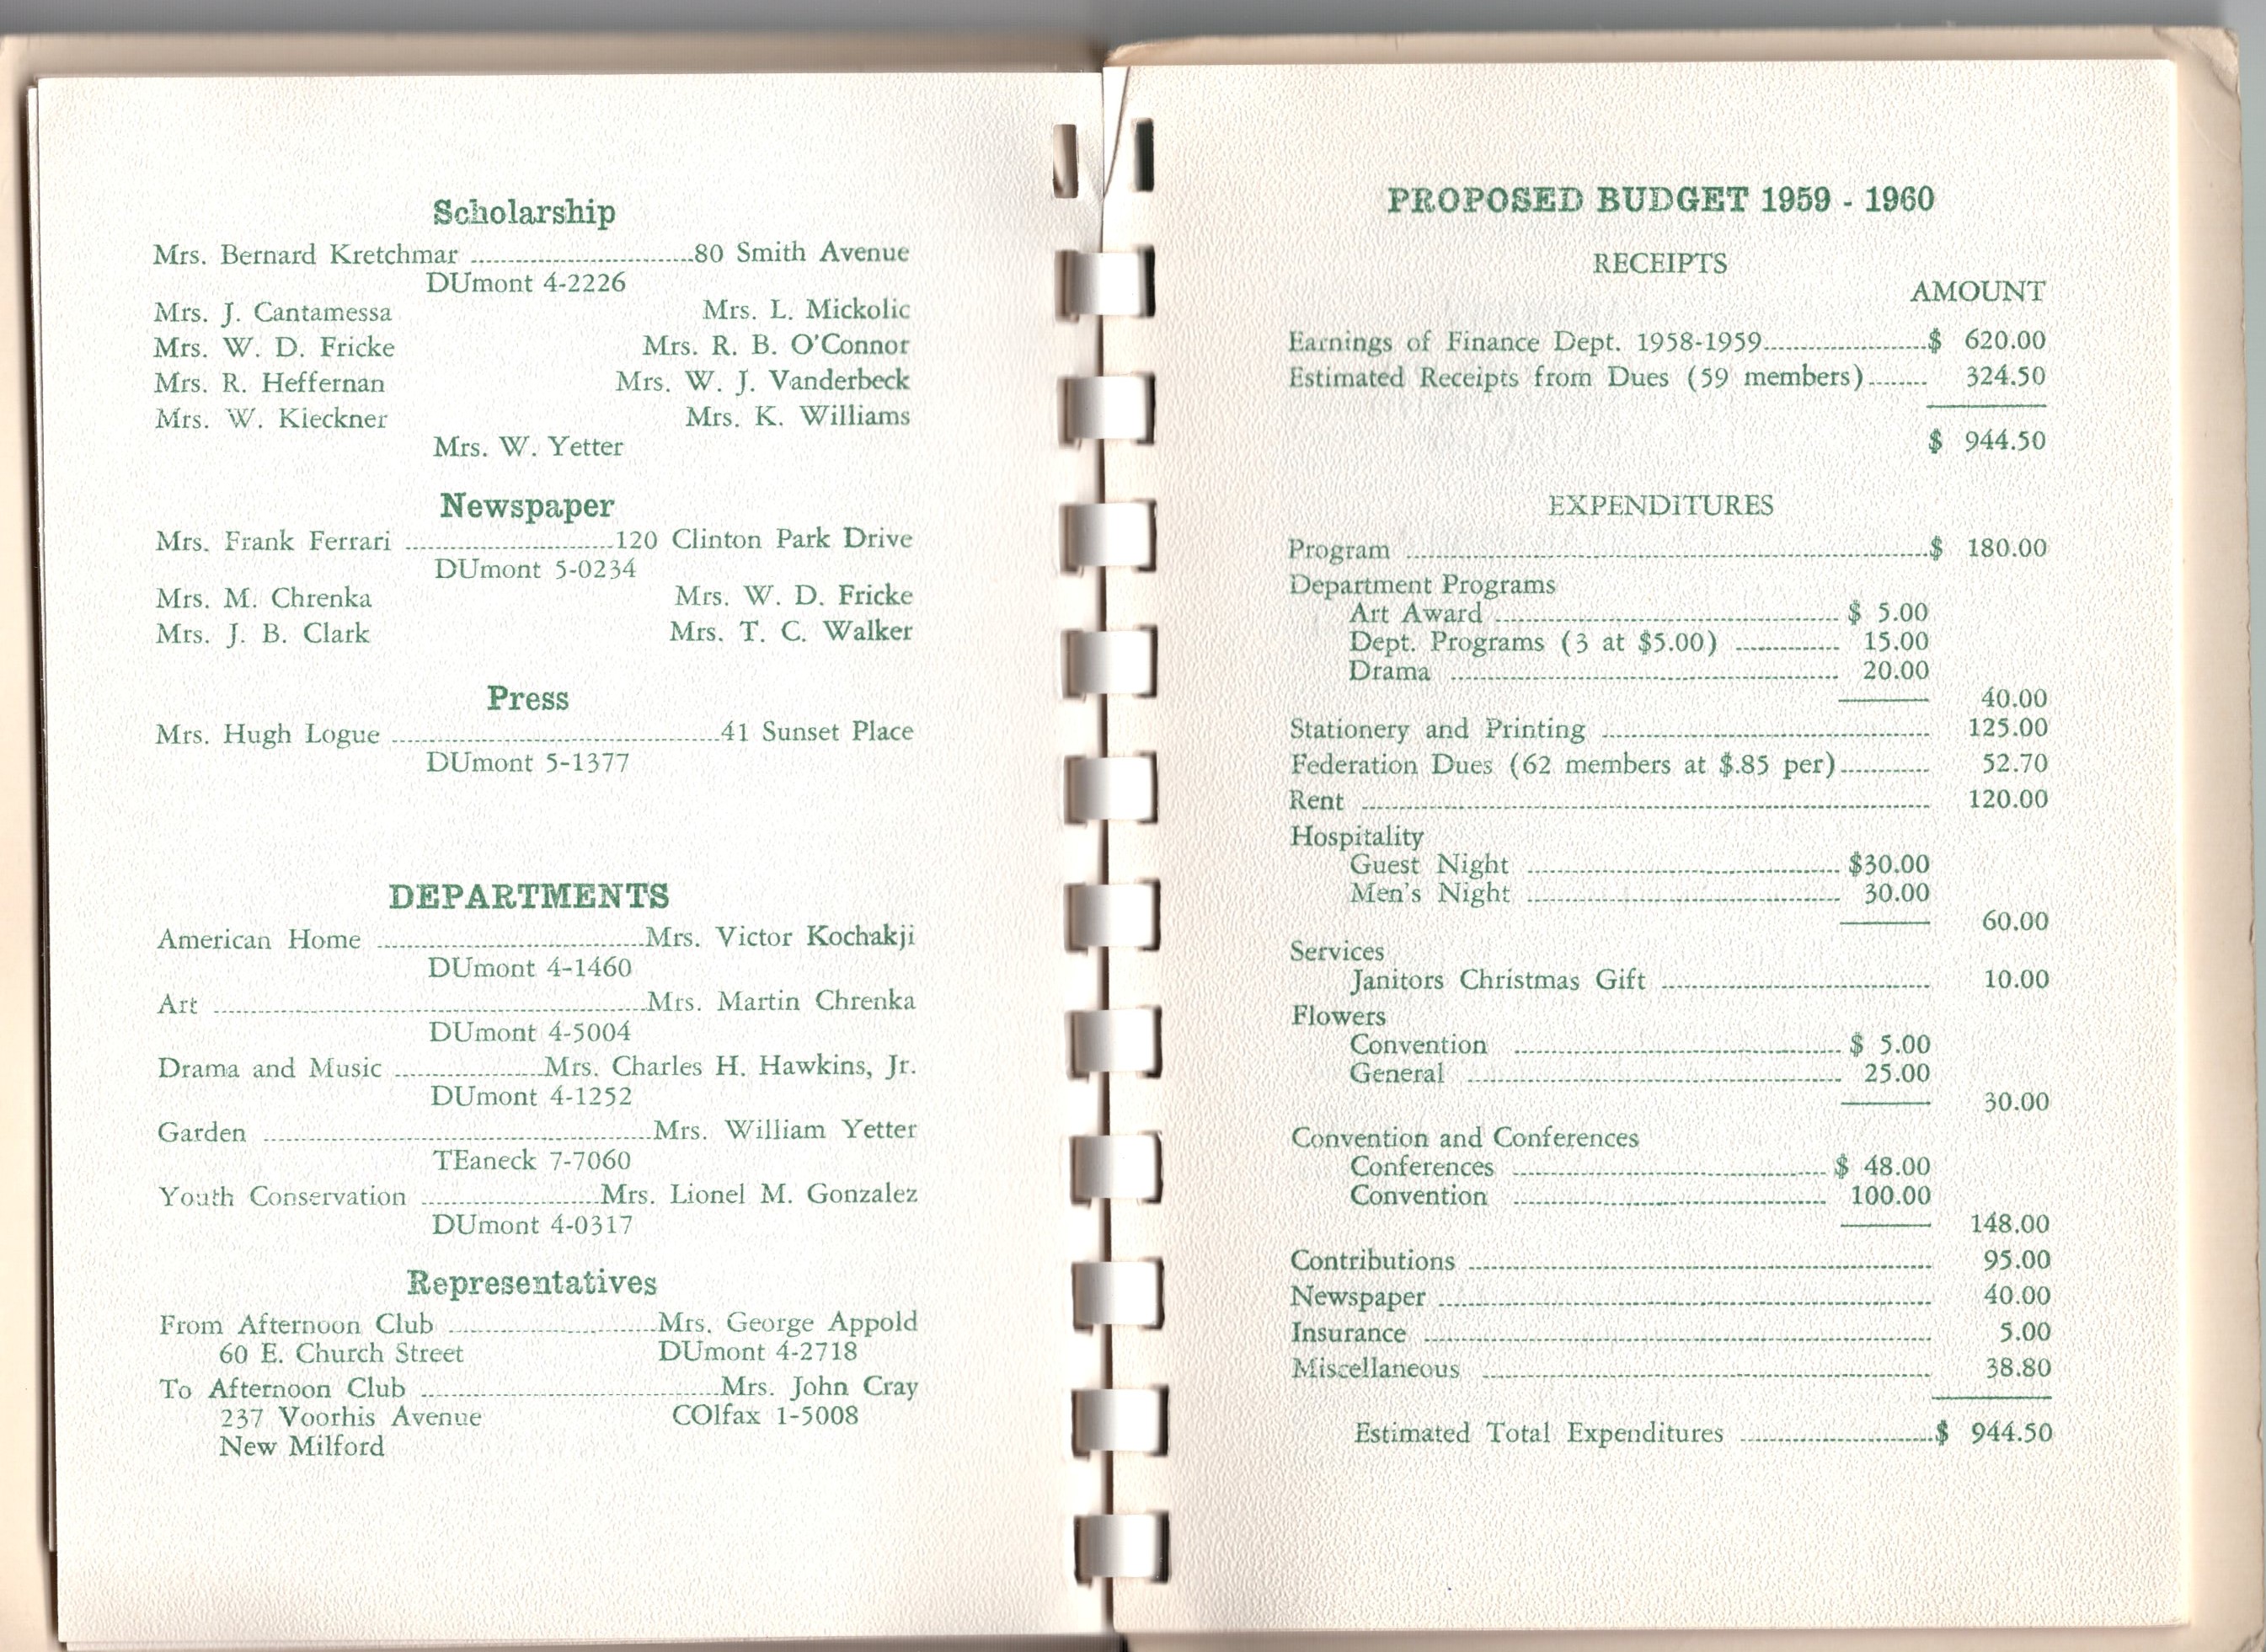 Scholarship
Mrs. Bernard Kretchmar ............................80 Smith Avenue
DUmont 4-2226
Mrs. J. Cantamessa Mrs. L. Mickolic
Mrs. W. D. Fricke Mrs. R. B. O'Connor
Mrs. R. Heffernan Mrs. W. J. Vanderbeck
Mrs. W. Kieckner Mrs. K. Williams
Mrs. W. Yetter
Newspaper
Mrs. Frank Ferrari ..........................120 Clinton Park Drive
DUmont 5-0234
Mrs. M. Chrenka Mrs. W. D. Fricke
Mrs. J. B. Clark Mrs. T. C. Walker
Press
Mrs. Hugh Logue ..........................................41 Sunset Place
DUmont 5-1377
DEPARTMENTS
American Home ..................................Mrs. Victor Kochakji
DUmont 4-1460
Art .......................................................Mrs. Martin Chrenka
DUmont 4-5004
Drama and Music ...................Mrs. Charles H. Hawkins, Jr.
DUmont 4-1252
Garden .................................................Mrs. William Yetter
TEaneck 7-7060
Youth Conservation .......................Mrs. Lionel M. Gonzalez
DUmont 4-0317
Representatives
From Afternoon Club ..........................Mrs. George Appold
60 E. Church Street DUmont 4-2718
To Afternoon Club ......................................Mrs. John Cray
237 Voorhis Avenue COlfax 1-5008
New Milford
PROPOSED BUDGET 1959 - 1960
RECEIPTS
AMOUNT
Earnings of Finance Dept. 1958-1959.....................$ 620.00
Estimated Receipts from Dues (59 members)........ 324.50
$ 944.50
EXPENDITURES
Program ..................................................................$ 180.00
Department Programs
Art Award ............................................ $ 5.00
Dept. Programs (3 at $5.00) ............. 15.00
Drama ................................................. 20.00
40.00
Stationery and Printing .......................................... 125.00
Federation Dues (62 members at $.85 per)........... 52.70
Rent ........................................................................ 120.00
Hospitality
Guest Night ........................................ $30.00
Men's Night ........................................ 30.00
60.00
Services
Janitors Christmas Gift .................................. 10.00
Flowers
Convention .......................................... $ 5.00
General ................................................ 25.00
30.00
Convention and Conferences
Conferences ........................................ $ 48.00
Convention ........................................ 100.00
148.00
Contributions .......................................................... 95.00
Newspaper .............................................................. 40.00
Insurance ................................................................ 5.00
Miscellaneous ........................................................ 38.80
Estimated Total Expenditures .........................$ 944.50